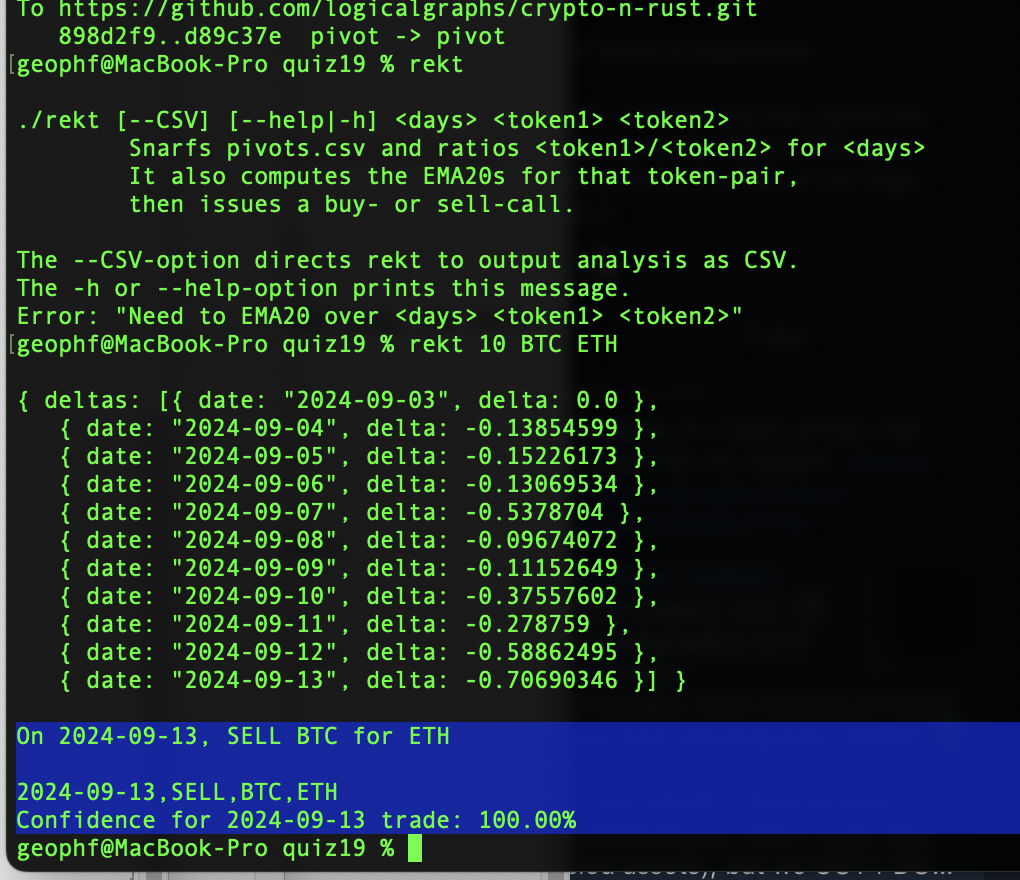 To https://github.com/logicalgraphs/crypto-n-rust.git
898d2f9..d89c37e  pivot -> pivot
[geophf@MacBook-Pro quiz19 % rekt
./rekt [--CSV] [--help|-h] <days> <token1> <token2>
Snarfs pivots.csv and ratios <token1>/<token2> for <days>
It also computes the EMA20s for that token-pair,
then issues a buy- or sell-call.
The --CSV-option directs rekt to output analysis as CSV.
The -h or --help-option prints this message.
Error: "Need to EMA20 over <days> <token1> <token2>"
[geophf@MacBook-Pro quiz19 % rekt 10 BTC ETH
{ deltas: [{ date: "2024-09-03", delta: 0.0 },
{ date: "2024-09-04", delta: -0.13854599 },
{ date: "2024-09-05", delta: -0.15226173 },
{ date: "2024-09-06", delta: -0.13069534 },
{ date: "2024-09-07", delta: -0.5378704 },
{ date: "2024-09-08", delta: -0.09674072 },
{ date: "2024-09-09", delta: -0.11152649 },
{ date: "2024-09-10", delta: -0.37557602 },
{ date: "2024-09-11", delta: -0.278759 },
{ date: "2024-09-12", delta: -0.58862495 },
{ date: "2024-09-13", delta: -0.70690346 }] }
On 2024-09-13, SELL BTC for ETH
2024-09-13,SELL,BTC,ETH
Confidence for 2024-09-13 trade: 100.00%
geophf@MacBook-Pro quiz19 %